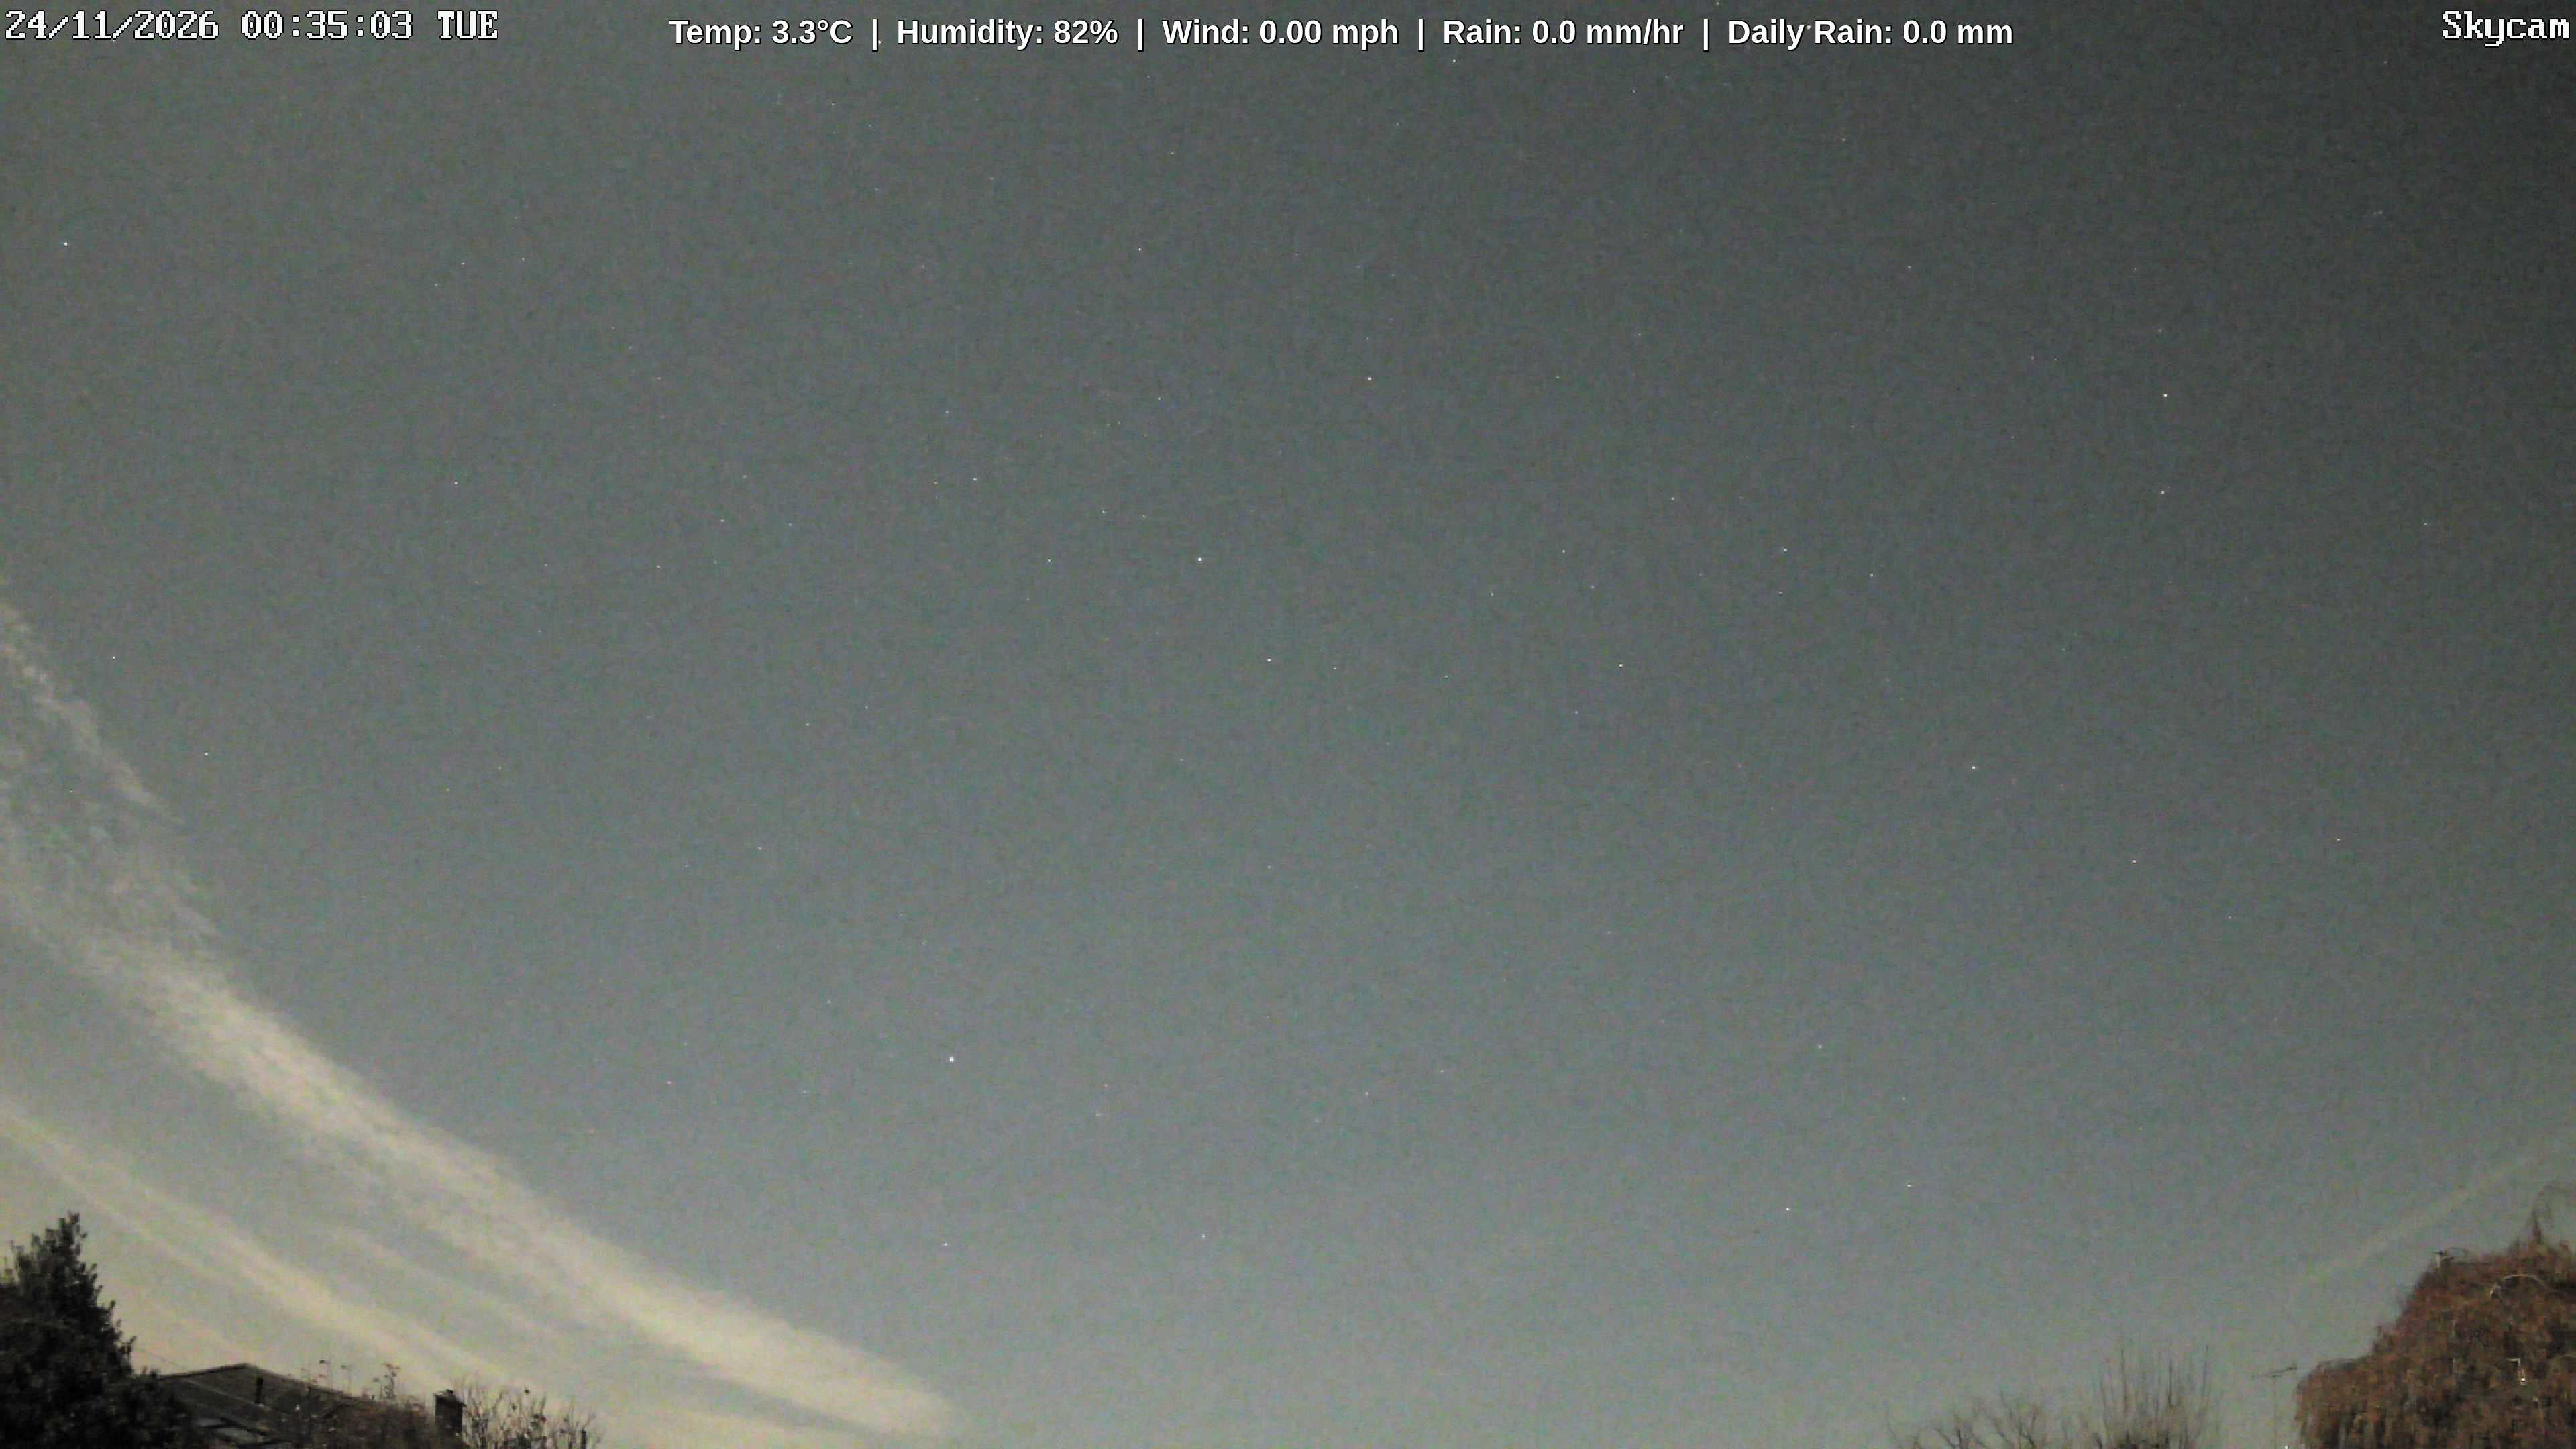 24/11/2026 00:35:03 TUE
Temp: 3.3°C | Humidity: 82% | Wind: 0.00 mph | Rain: 0.0 mm/hr | Daily Rain: 0.0 mm
Skycam